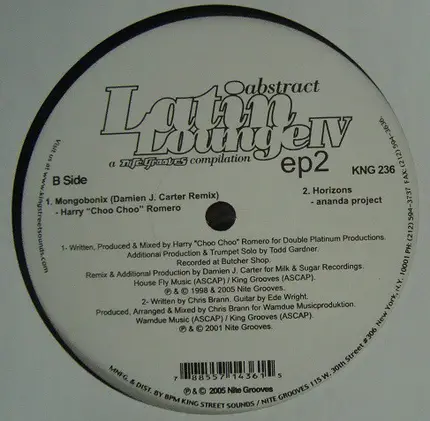 abstract
Latin
Lounge IV
a nite grooves compilation
ep2
KNG 236
B Side
1. Mongobonix (Damien J. Carter Remix)
- Harry "Choo Choo" Romero
2. Horizons
- ananda project
1- Written, Produced & Mixed by Harry "Choo Choo" Romero for Double Platinum Productions.
Additional Production & Trumpet Solo by Todd Gardner.
Recorded at Butcher Shop.
Remix & Additional Production by Damien J. Carter for Milk & Sugar Recordings.
House Fly Music (ASCAP) / King Grooves (ASCAP).
℗ & © 1998 & 2005 Nite Grooves.
2- Written by Chris Brann. Guitar by Ede Wright.
Produced, Arranged & Mixed by Chris Brann for Wamdue Musicproduktion.
Wamdue Music (ASCAP) / King Grooves (ASCAP).
℗ & © 2001 Nite Grooves.
7 88557 14361 5
℗ & © 2005 Nite Grooves
Visit us at www.kingstreetsounds.com
MNFG. & DIST. BY BPM KING STREET SOUNDS / NITE GROOVES 115 W. 30th Street #306 New York, N.Y. 10001 PH (212) 594-3737 FAX (212) 594-3636